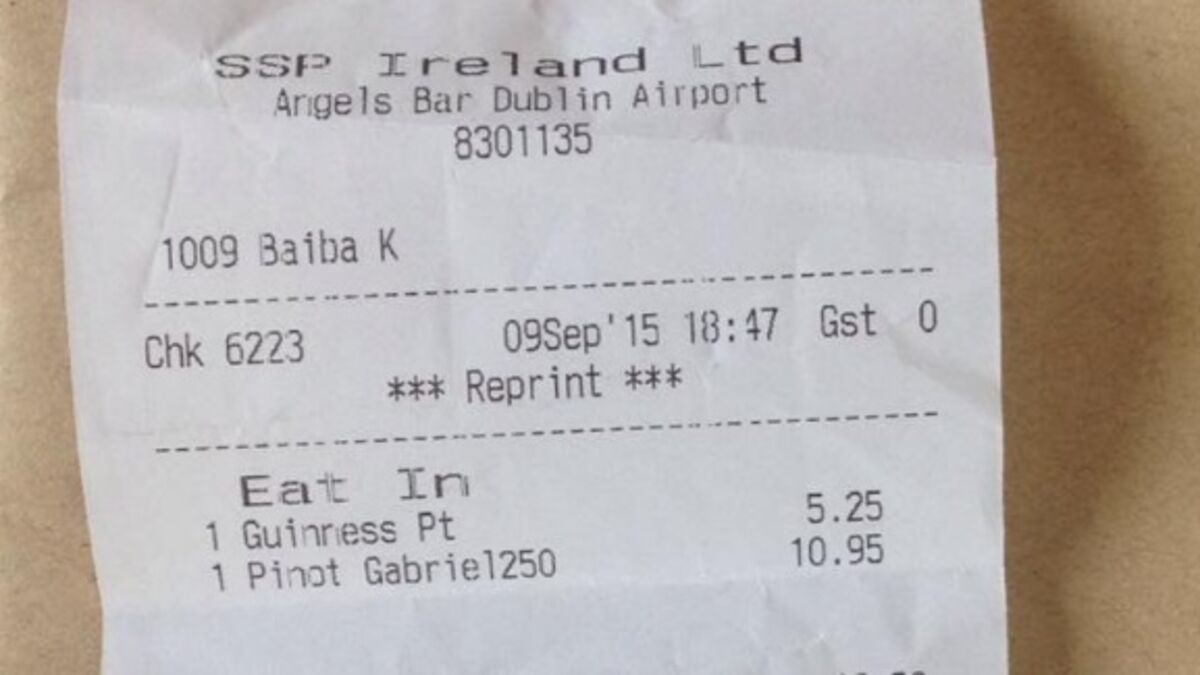 SSP Ireland Ltd
Angels Bar Dublin Airport
8301135
1009 Baiba K
Chk 6223 09Sep'15 18:47 Gst 0
*** Reprint ***
Eat In
1 Guinness Pt 5.25
1 Pinot Gabriel250 10.95